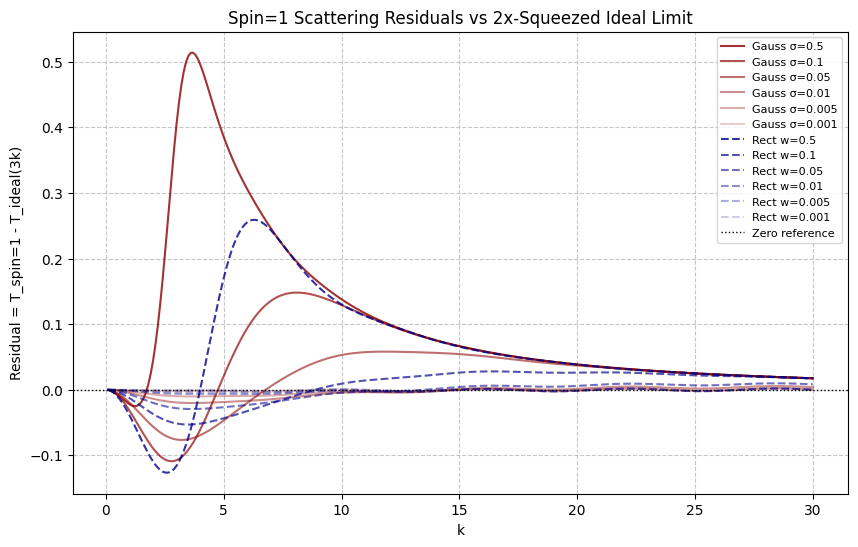 Spin=1 Scattering Residuals vs 2x-Squeezed Ideal Limit
Residual = T_spin=1 - T_ideal(3k)
0.5
0.4
0.3
0.2
0.1
0.0
−0.1
0
5
10
15
20
25
30
k
Gauss σ=0.5
Gauss σ=0.1
Gauss σ=0.05
Gauss σ=0.01
Gauss σ=0.005
Gauss σ=0.001
Rect w=0.5
Rect w=0.1
Rect w=0.05
Rect w=0.01
Rect w=0.005
Rect w=0.001
Zero reference